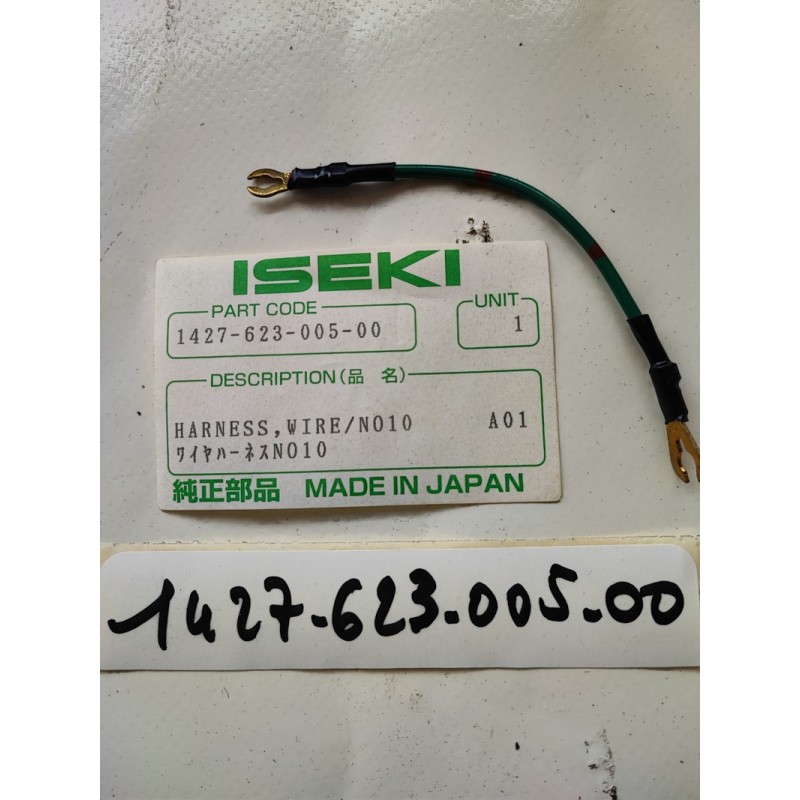 ISEKI
PART CODE
1427-623-005-00
UNIT
1
DESCRIPTION (品 名)
HARNESS,WIRE/NO10 A01
ワイヤハーネスNO10
純正部品 MADE IN JAPAN
1427-623-005-00